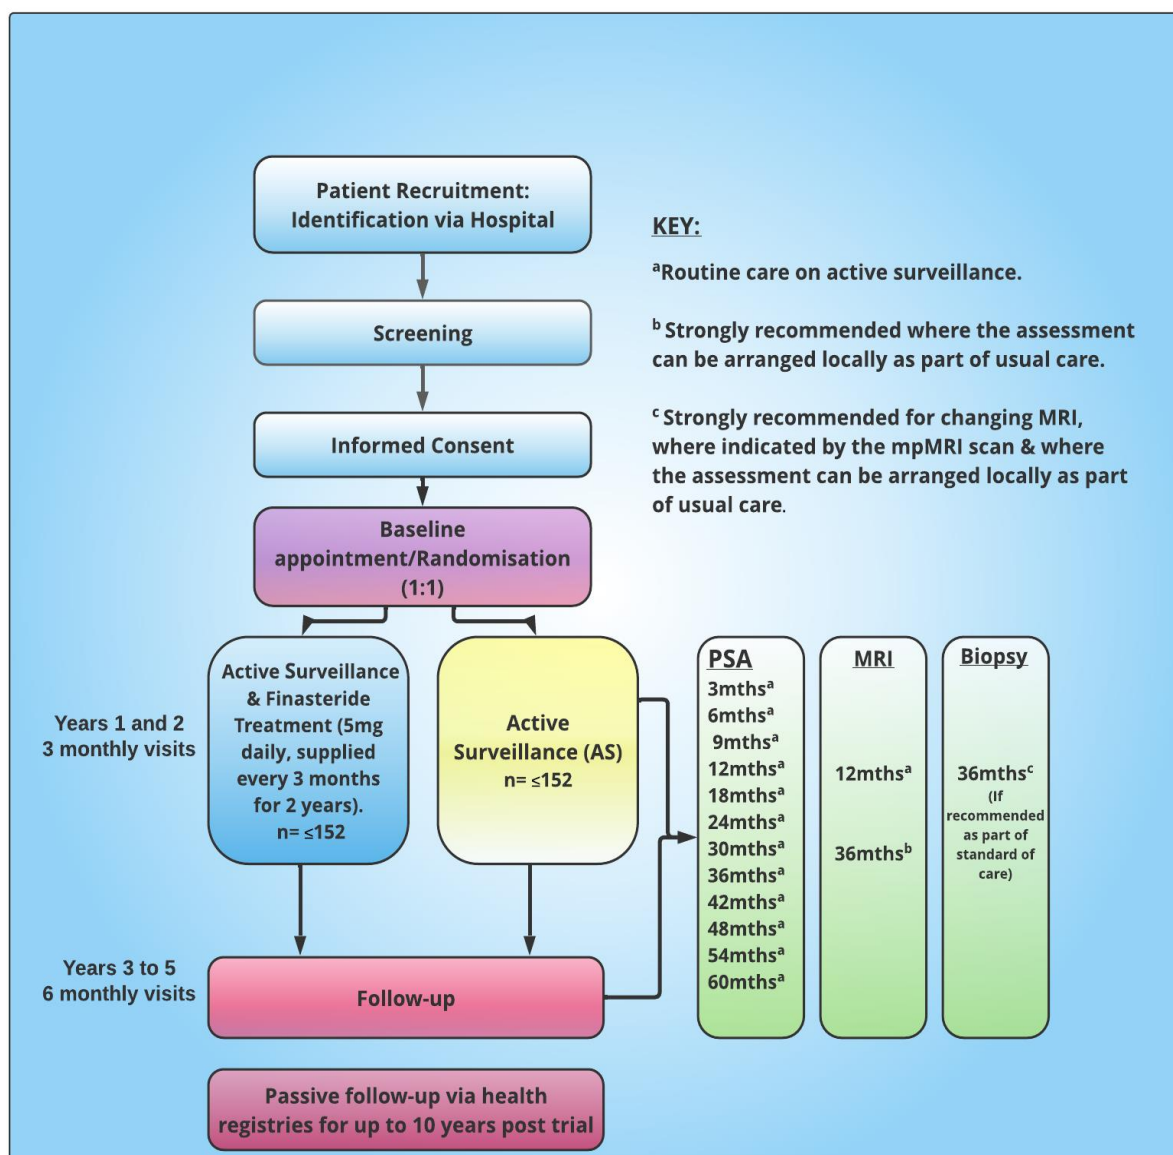 Patient Recruitment:
Identification via Hospital
Screening
Informed Consent
Baseline
appointment/Randomisation
(1:1)
KEY:
ᵃRoutine care on active surveillance.
ᵇ Strongly recommended where the assessment
can be arranged locally as part of usual care.
ᶜ Strongly recommended for changing MRI,
where indicated by the mpMRI scan & where
the assessment can be arranged locally as part
of usual care.
Years 1 and 2
3 monthly visits
Active Surveillance
& Finasteride
Treatment (5mg
daily, supplied
every 3 months
for 2 years).
n= ≤152
Active
Surveillance (AS)
n= ≤152
PSA
3mthsᵃ
6mthsᵃ
9mthsᵃ
12mthsᵃ
18mthsᵃ
24mthsᵃ
30mthsᵃ
36mthsᵃ
42mthsᵃ
48mthsᵃ
54mthsᵃ
60mthsᵃ
MRI
12mthsᵃ
36mthsᵇ
Biopsy
36mthsᶜ
(If
recommended
as part of
standard of
care)
Years 3 to 5
6 monthly visits
Follow-up
Passive follow-up via health
registries for up to 10 years post trial